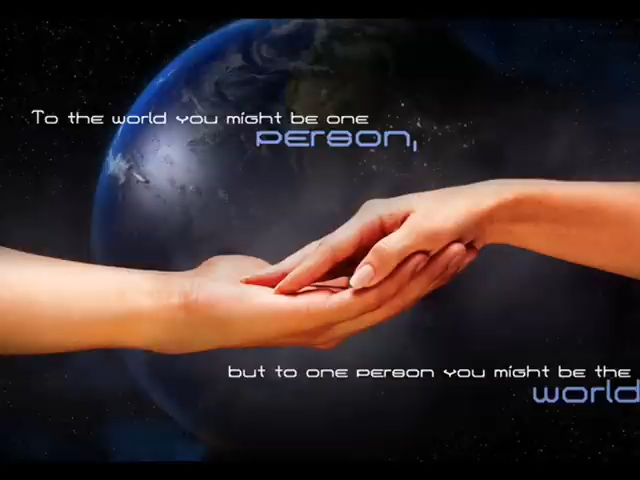 To the world you might be one
person,
but to one person you might be the
world